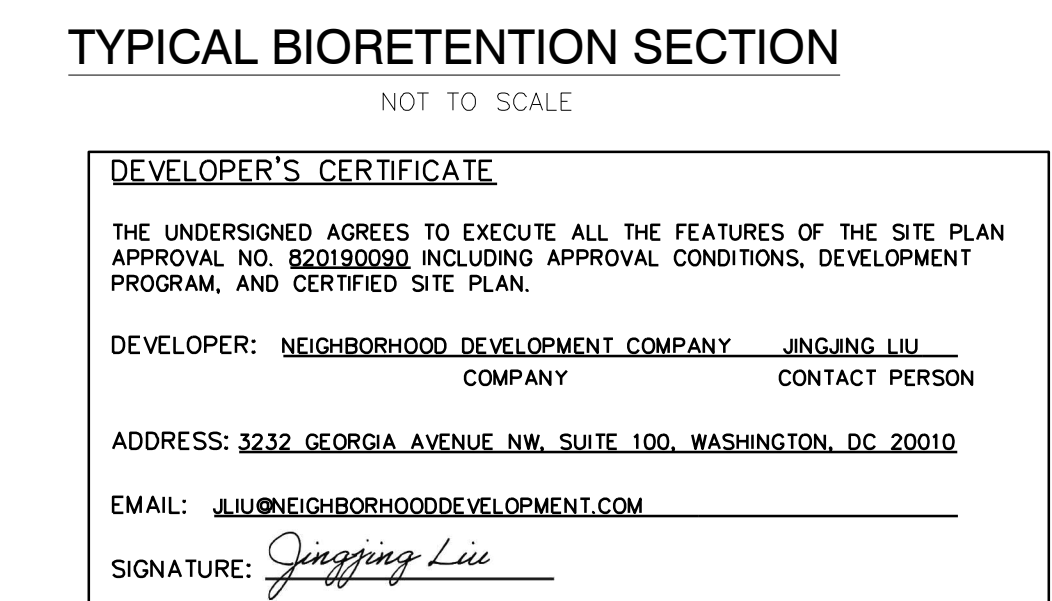 TYPICAL BIORETENTION SECTION
NOT TO SCALE
DEVELOPER'S CERTIFICATE
THE UNDERSIGNED AGREES TO EXECUTE ALL THE FEATURES OF THE SITE PLAN
APPROVAL NO. 820190090 INCLUDING APPROVAL CONDITIONS, DEVELOPMENT
PROGRAM, AND CERTIFIED SITE PLAN.
DEVELOPER: NEIGHBORHOOD DEVELOPMENT COMPANY JINGJING LIU
COMPANY CONTACT PERSON
ADDRESS: 3232 GEORGIA AVENUE NW, SUITE 100, WASHINGTON, DC 20010
EMAIL: JLIU@NEIGHBORHOODDEVELOPMENT.COM
SIGNATURE: Jingjing Liu